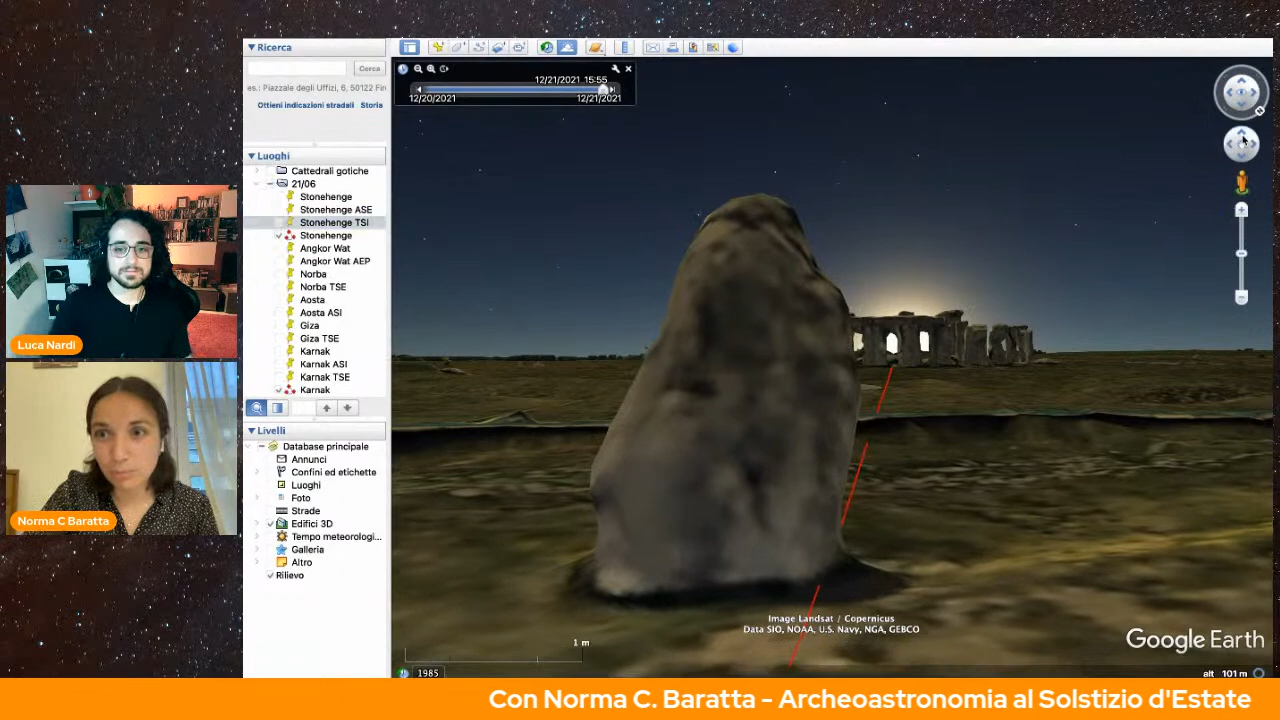 Ricerca
Cerca
es.: Piazzale degli Uffizi, 6, 50122 Fir
Ottieni indicazioni stradali Storia
Luoghi
Cattedrali gotiche
21/06
Stonehenge
Stonehenge ASE
Stonehenge TSI
Stonehenge
Angkor Wat
Angkor Wat AEP
Norba
Norba TSE
Aosta
Aosta ASI
Giza
Giza TSE
Karnak
Karnak ASI
Karnak TSE
Karnak
Livelli
Database principale
Annunci
Confini ed etichette
Luoghi
Foto
Strade
Edifici 3D
Tempo meteorologi...
Galleria
Altro
Rilievo
12/21/2021 15:55
12/20/2021 12/21/2021
Luca Nardi
Norma C Baratta
Image Landsat / Copernicus
Data SIO, NOAA, U.S. Navy, NGA, GEBCO
1 m
Google Earth
1985
alt 101 m
Con Norma C. Baratta - Archeoastronomia al Solstizio d'Estate